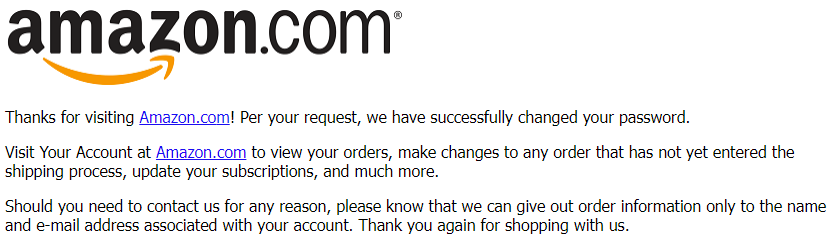 amazon.com®
Thanks for visiting Amazon.com! Per your request, we have successfully changed your password.
Visit Your Account at Amazon.com to view your orders, make changes to any order that has not yet entered the
shipping process, update your subscriptions, and much more.
Should you need to contact us for any reason, please know that we can give out order information only to the name
and e-mail address associated with your account. Thank you again for shopping with us.